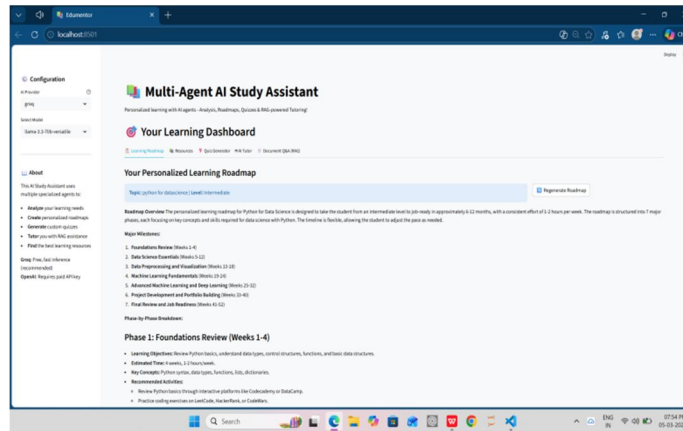 Edumentor
localhost:8501
Deploy
Configuration
AI Provider
groq
Select Model
llama-3.3-70b-versatile
About
This AI Study Assistant uses
multiple specialized agents to:
Analyze your learning needs
Create personalized roadmaps
Generate custom quizzes
Tutor you with RAG assistance
Find the best learning resources
Groq: Free, fast inference
(recommended)
OpenAI: Requires paid API key
Multi-Agent AI Study Assistant
Personalized learning with AI agents - Analysis, Roadmaps, Quizzes & RAG-powered Tutoring!
Your Learning Dashboard
Learning Roadmap Resources Quiz Generator AI Tutor Document Q&A (RAG)
Your Personalized Learning Roadmap
Topic: python for datascience | Level: Intermediate
Regenerate Roadmap
Roadmap Overview The personalized learning roadmap for Python for Data Science is designed to take the student from an intermediate level to job-ready in approximately 6-12 months, with a consistent effort of 1-2 hours per week. The roadmap is structured into 7 major
phases, each focusing on key concepts and skills required for data science with Python. The timeline is flexible, allowing the student to adjust the pace as needed.
Major Milestones:
1. Foundations Review (Weeks 1-4)
2. Data Science Essentials (Weeks 5-12)
3. Data Preprocessing and Visualization (Weeks 13-18)
4. Machine Learning Fundamentals (Weeks 19-24)
5. Advanced Machine Learning and Deep Learning (Weeks 25-32)
6. Project Development and Portfolio Building (Weeks 33-40)
7. Final Review and Job Readiness (Weeks 41-52)
Phase-by-Phase Breakdown:
Phase 1: Foundations Review (Weeks 1-4)
Learning Objectives: Review Python basics, understand data types, control structures, functions, and basic data structures.
Estimated Time: 4 weeks, 1-2 hours/week.
Key Concepts: Python syntax, data types, functions, lists, dictionaries.
Recommended Activities:
Review Python basics through interactive platforms like Codecademy or DataCamp.
Practice coding exercises on LeetCode, HackerRank, or CodeWars.
Search
ENG
IN
07:54 PM